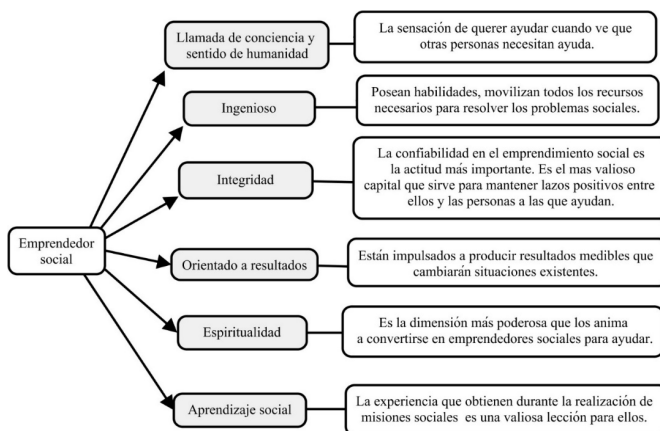 Llamada de conciencia y
sentido de humanidad
La sensación de querer ayudar cuando ve que
otras personas necesitan ayuda.
Ingenioso
Posean habilidades, movilizan todos los recursos
necesarios para resolver los problemas sociales.
Integridad
La confiabilidad en el emprendimiento social es
la actitud más importante. Es el mas valioso
capital que sirve para mantener lazos positivos entre
ellos y las personas a las que ayudan.
Emprendedor
social
Orientado a resultados
Están impulsados a producir resultados medibles que
cambiarán situaciones existentes.
Espiritualidad
Es la dimensión más poderosa que los anima
a convertirse en emprendedores sociales para ayudar.
Aprendizaje social
La experiencia que obtienen durante la realización de
misiones sociales es una valiosa lección para ellos.